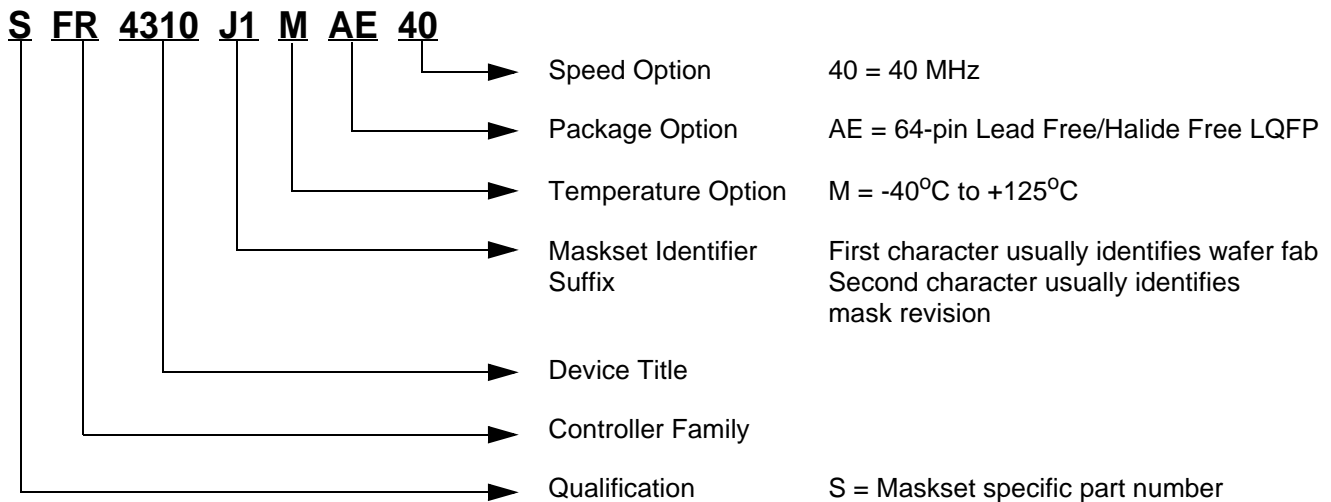 S FR 4310 J1 M AE 40
Speed Option 40 = 40 MHz
Package Option AE = 64-pin Lead Free/Halide Free LQFP
Temperature Option M = -40°C to +125°C
Maskset Identifier First character usually identifies wafer fab
Suffix Second character usually identifies
mask revision
Device Title
Controller Family
Qualification S = Maskset specific part number